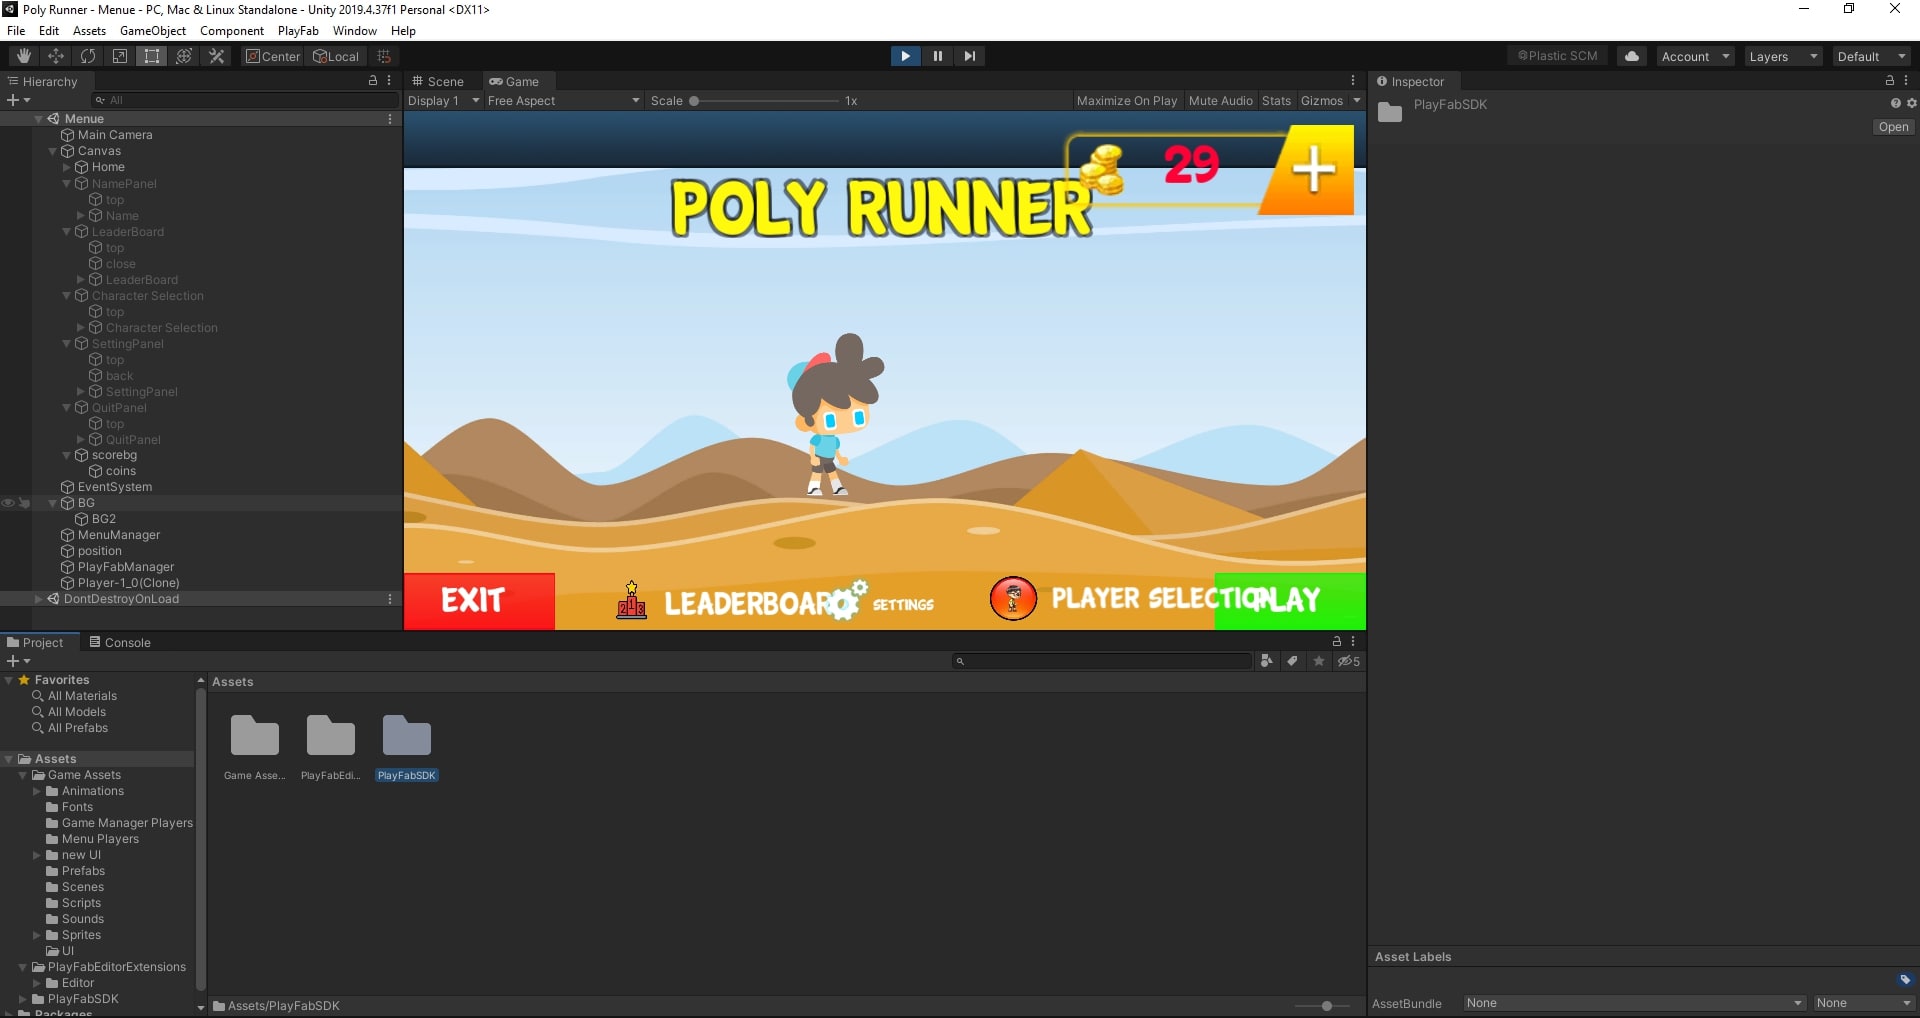 Poly Runner - Menue - PC, Mac & Linux Standalone - Unity 2019.4.37f1 Personal <DX11>
File Edit Assets GameObject Component PlayFab Window Help
Center Local Plastic SCM Account Layers Default
Hierarchy
All
Menue
Main Camera
Canvas
Home
NamePanel
top
Name
LeaderBoard
top
close
LeaderBoard
Character Selection
top
Character Selection
SettingPanel
top
back
SettingPanel
QuitPanel
top
QuitPanel
scorebg
coins
EventSystem
BG
BG2
MenuManager
position
PlayFabManager
Player-1_0(Clone)
DontDestroyOnLoad
Scene Game
Display 1 Free Aspect Scale 1x Maximize On Play Mute Audio Stats Gizmos
29
POLY RUNNER
EXIT
LEADERBOARD
SETTINGS
PLAYER SELECTION
PLAY
Inspector
PlayFabSDK
Open
Project Console
5
Favorites
All Materials
All Models
All Prefabs
Assets
Game Assets
Animations
Fonts
Game Manager Players
Menu Players
new UI
Prefabs
Scenes
Scripts
Sounds
Sprites
UI
PlayFabEditorExtensions
Editor
PlayFabSDK
Packages
Assets
Game Asse...
PlayFabEdi...
PlayFabSDK
Assets/PlayFabSDK
Asset Labels
AssetBundle None None